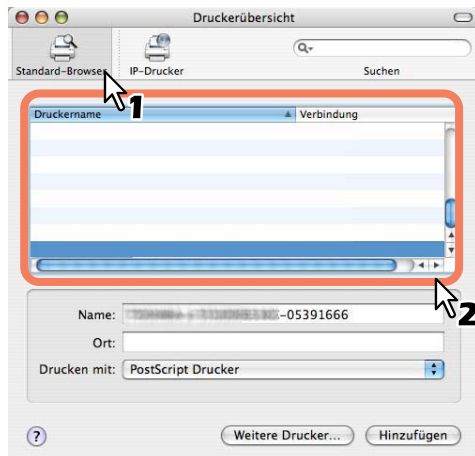 Druckerübersicht
Standard-Browser
IP-Drucker
Suchen
1
Druckername
Verbindung
2
Name: -05391666
Ort:
Drucken mit: PostScript Drucker
?
Weitere Drucker...
Hinzufügen